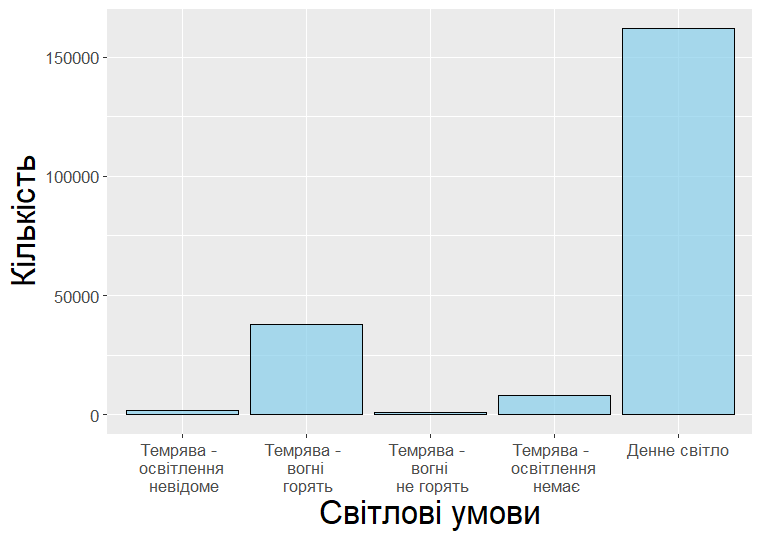 Кількість
150000
100000
50000
0
Темрява -
освітлення
невідоме
Темрява -
вогні
горять
Темрява -
вогні
не горять
Темрява -
освітлення
немає
Денне світло
Світлові умови